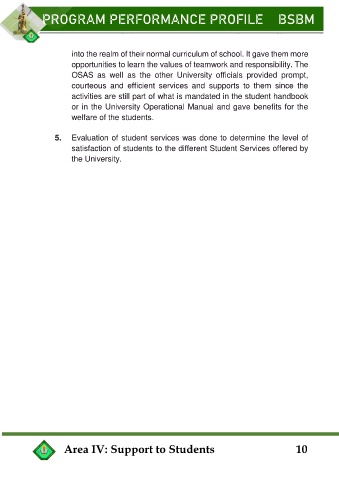 PROGRAM PERFORMANCE PROFILE BSBM
into the realm of their normal curriculum of school. It gave them more
opportunities to learn the values of teamwork and responsibility. The
OSAS as well as the other University officials provided prompt,
courteous and efficient services and supports to them since the
activities are still part of what is mandated in the student handbook
or in the University Operational Manual and gave benefits for the
welfare of the students.
5. Evaluation of student services was done to determine the level of
satisfaction of students to the different Student Services offered by
the University.
Area IV: Support to Students 10